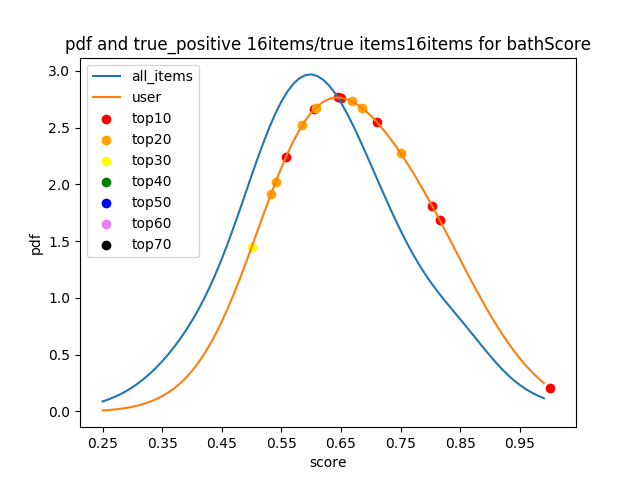 pdf and true_positive 16items/true items16items for bathScore
3.0
2.5
2.0
1.5
1.0
0.5
0.0
pdf
all_items
user
top10
top20
top30
top40
top50
top60
top70
0.25 0.35 0.45 0.55 0.65 0.75 0.85 0.95
score